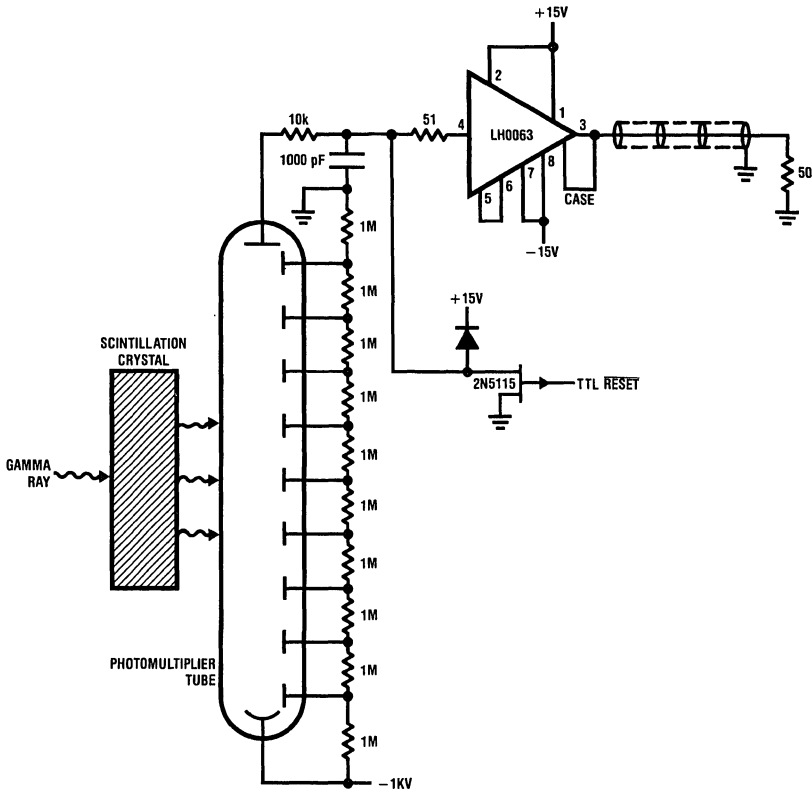 +15V
2
10k
51
4
LH0063
1
3
8
1000 pF
7
6
5
CASE
50
-15V
1M
1M
1M
1M
1M
1M
1M
1M
1M
1M
+15V
2N5115
TTL R̅E̅S̅E̅T̅
SCINTILLATION
CRYSTAL
GAMMA
RAY
PHOTOMULTIPLIER
TUBE
-1KV